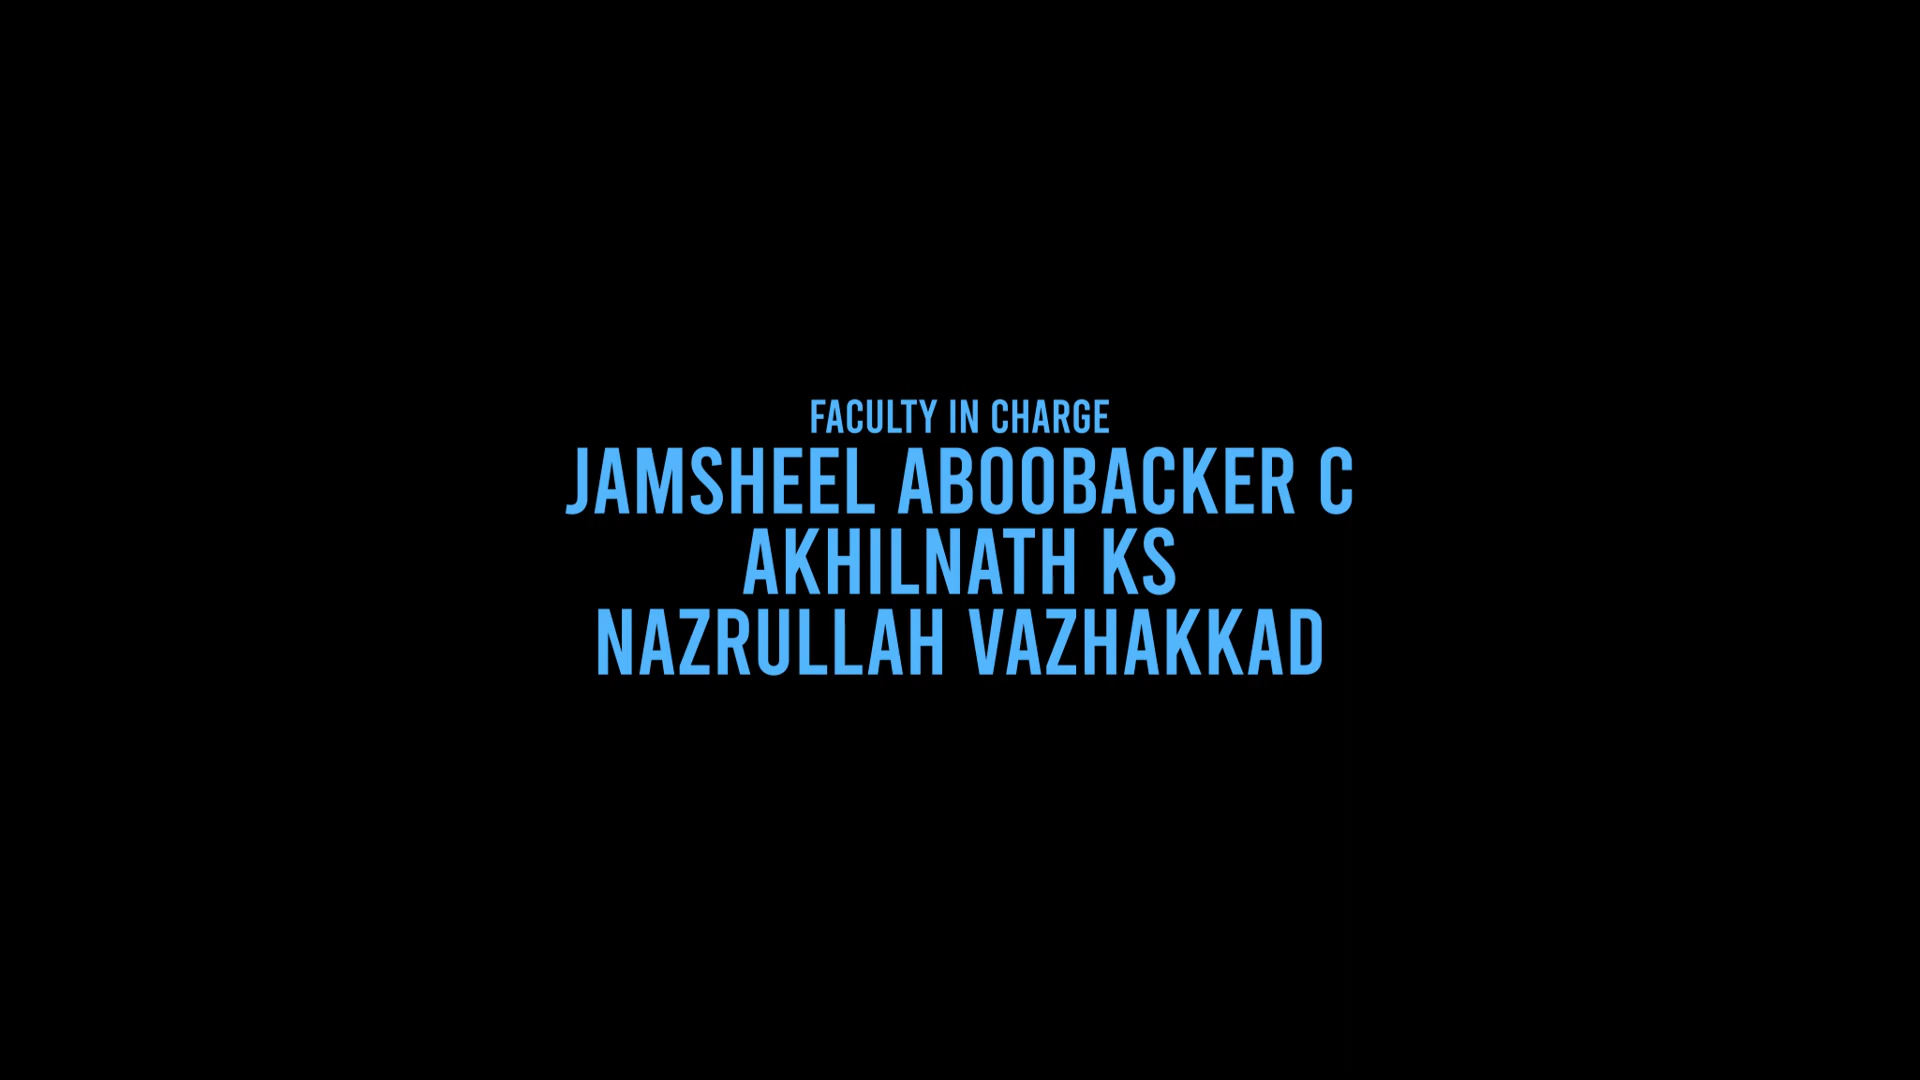 FACULTY IN CHARGE
JAMSHEEL ABOOBACKER C
AKHILNATH KS
NAZRULLAH VAZHAKKAD